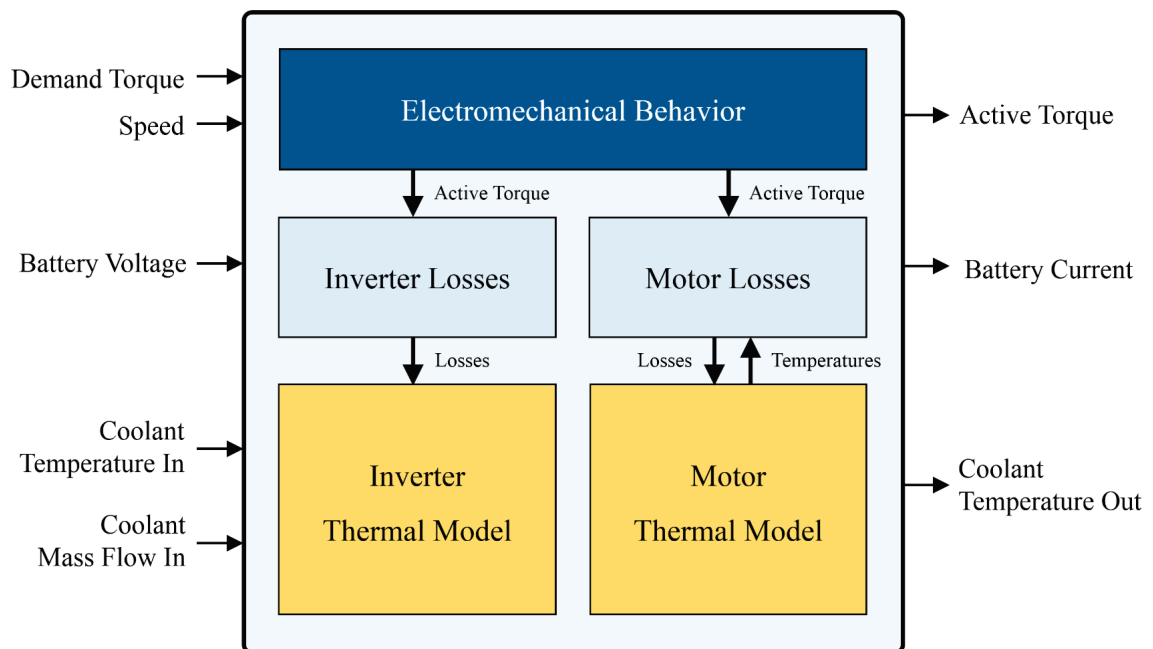 Demand Torque
Speed
Electromechanical Behavior
Active Torque
Active Torque
Active Torque
Battery Voltage
Inverter Losses
Motor Losses
Battery Current
Losses
Losses
Temperatures
Coolant
Temperature In
Coolant
Mass Flow In
Inverter
Thermal Model
Motor
Thermal Model
Coolant
Temperature Out